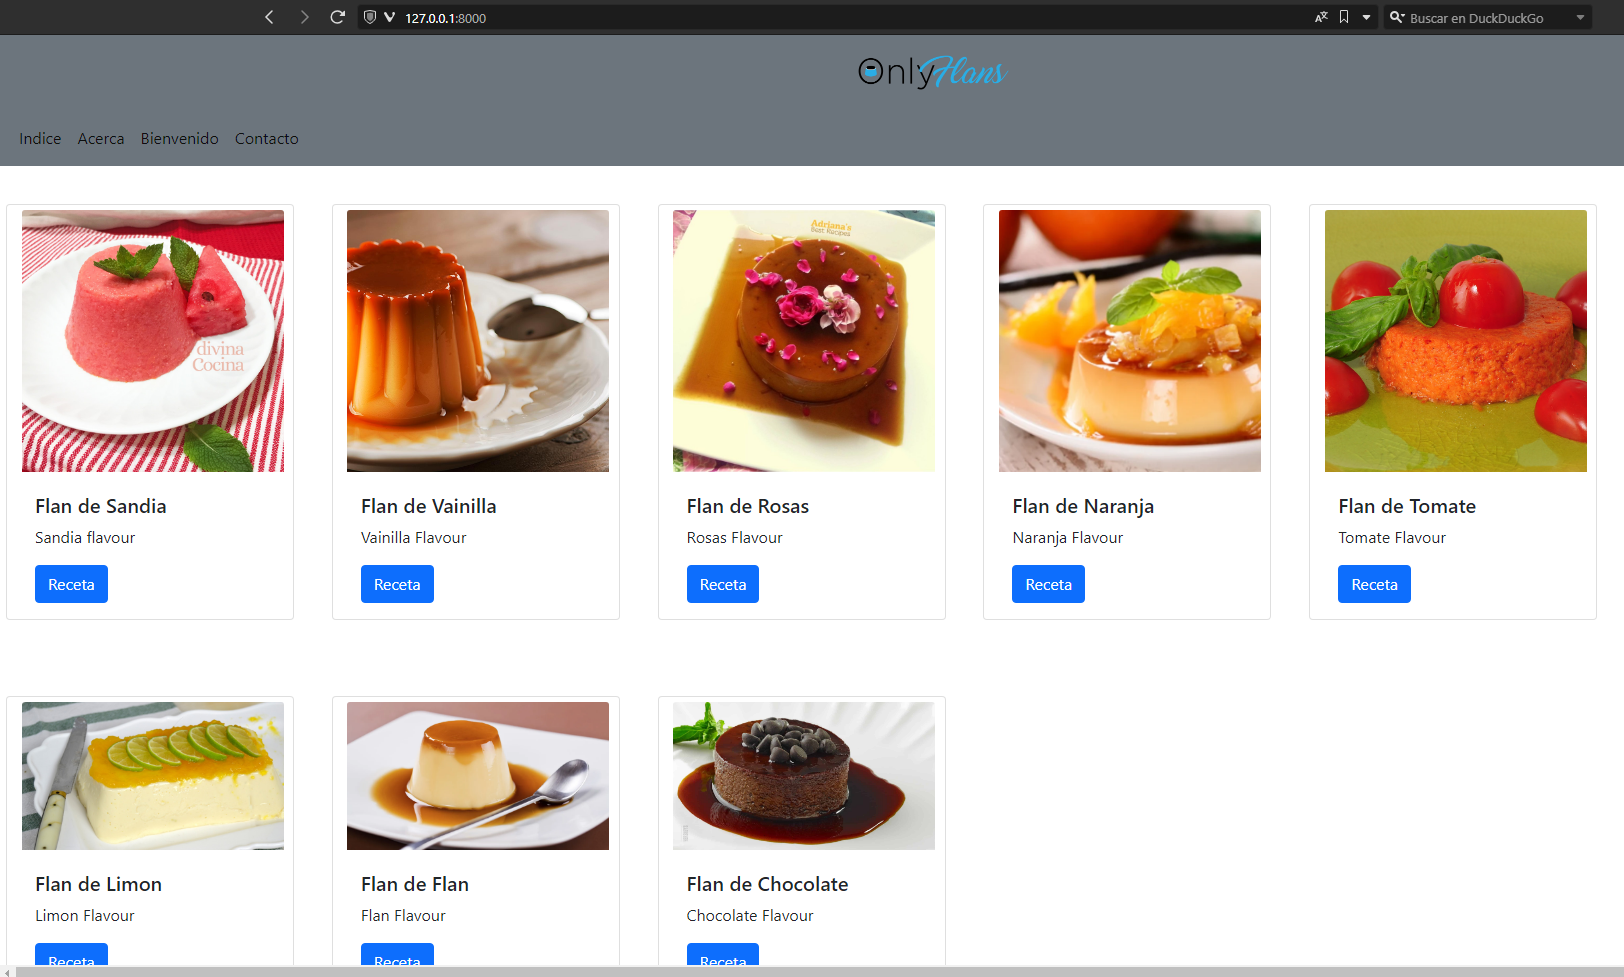 127.0.0.1:8000
Buscar en DuckDuckGo
OnlyFlans
Indice Acerca Bienvenido Contacto
divina
Cocina
Adriana's
Best Recipes
Flan de Sandia
Sandia flavour
Receta
Flan de Vainilla
Vainilla Flavour
Receta
Flan de Rosas
Rosas Flavour
Receta
Flan de Naranja
Naranja Flavour
Receta
Flan de Tomate
Tomate Flavour
Receta
Flan de Limon
Limon Flavour
Receta
Flan de Flan
Flan Flavour
Receta
Flan de Chocolate
Chocolate Flavour
Receta